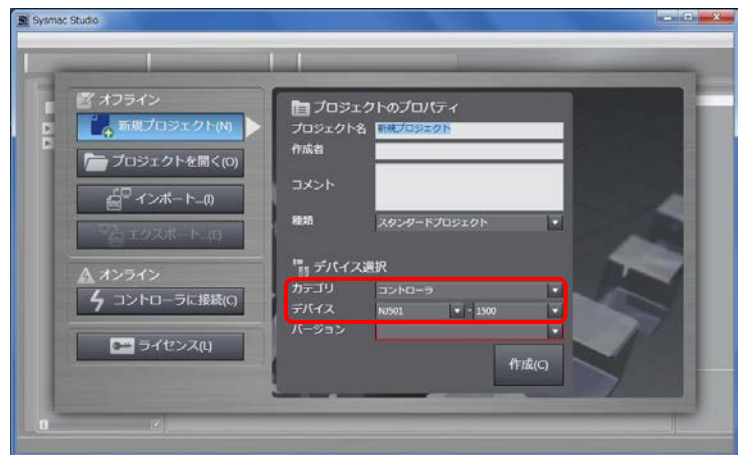 Sysmac Studio
オフライン
新規プロジェクト(N)
プロジェクトを開く(O)
インポート...(I)
エクスポート...(E)
オンライン
コントローラに接続(C)
ライセンス(L)
プロジェクトのプロパティ
プロジェクト名 新規プロジェクト
作成者
コメント
種類 スタンダードプロジェクト
デバイス選択
カテゴリ コントローラ
デバイス NJ501 - 1500
バージョン
作成(C)